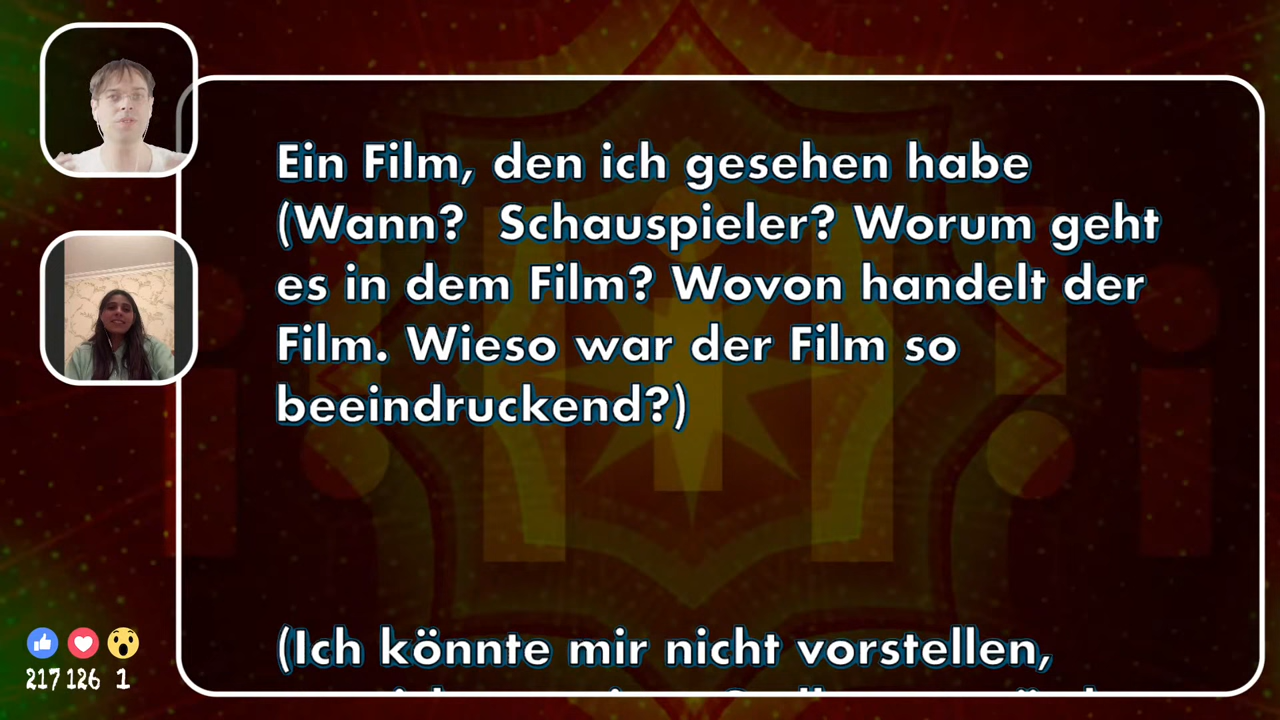 Ein Film, den ich gesehen habe
(Wann?  Schauspieler? Worum geht
es in dem Film? Wovon handelt der
Film. Wieso war der Film so
beeindruckend?)
(Ich könnte mir nicht vorstellen,
217 126 1